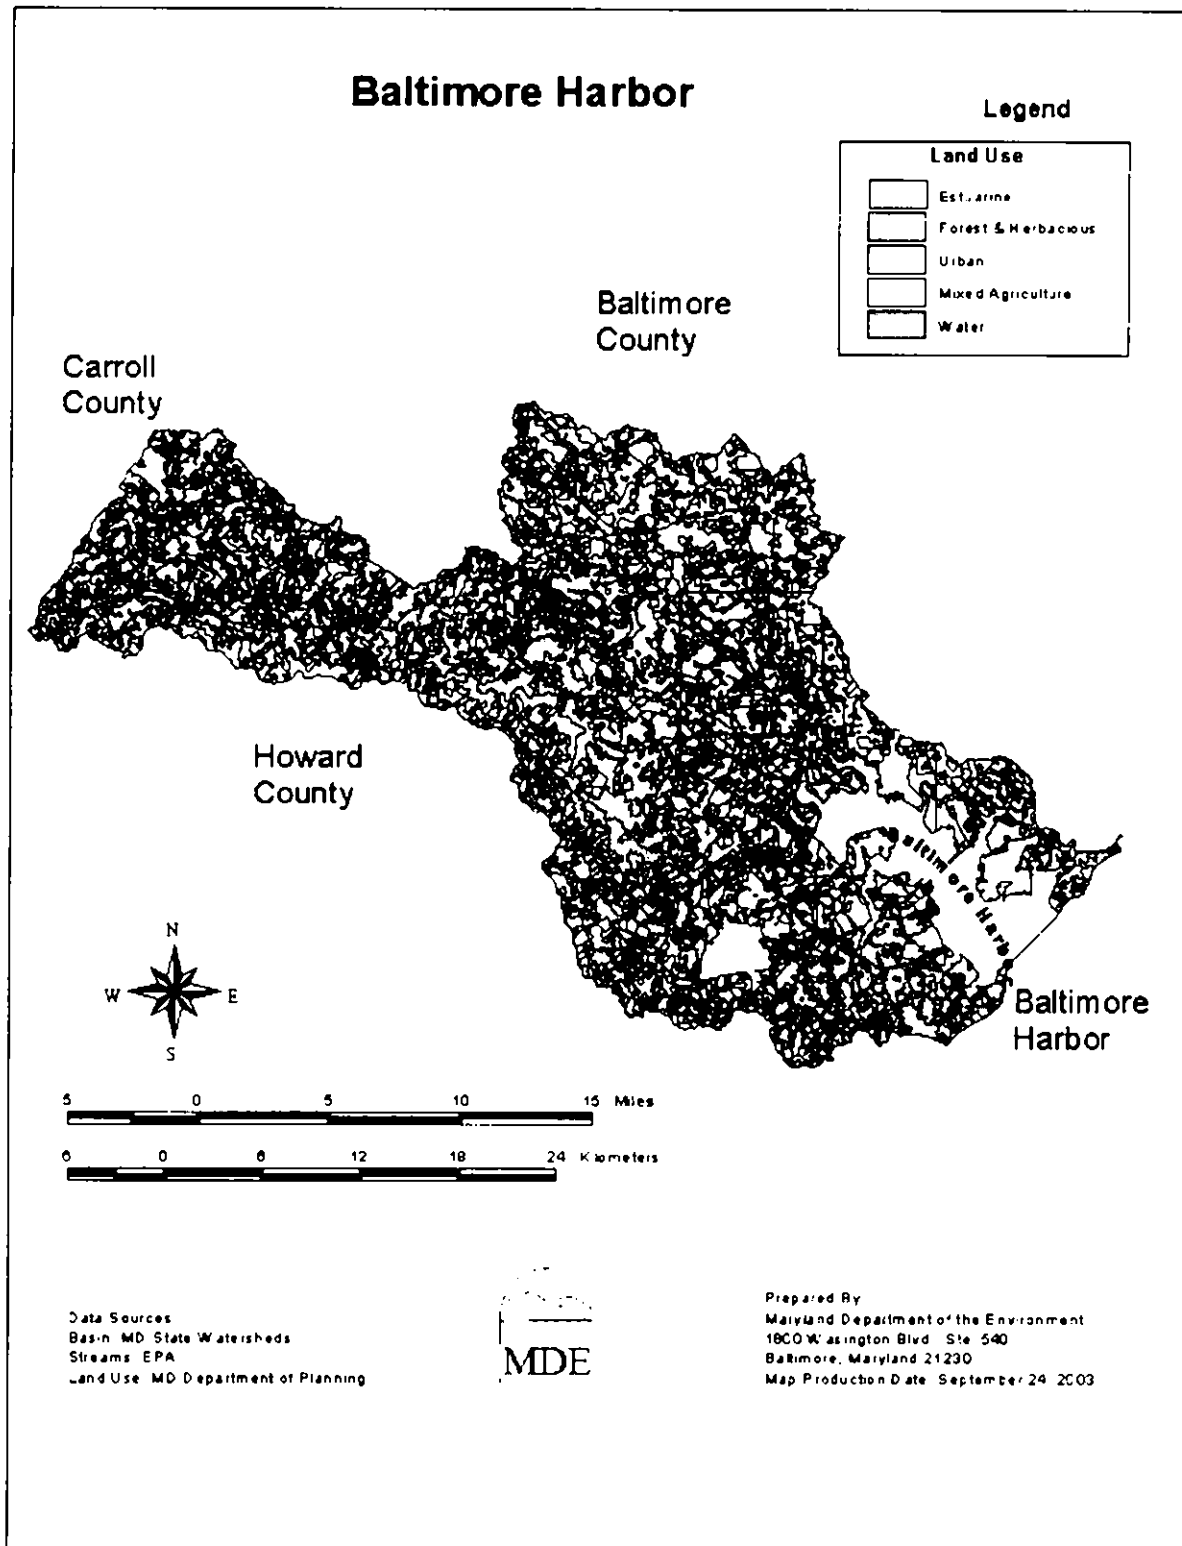 Baltimore Harbor
Legend
Land Use
Estuarine
Forest & Herbacious
Urban
Mixed Agriculture
Water
Baltimore
County
Carroll
County
Howard
County
Baltimore Harb
Baltimore
Harbor
N
W E
S
5 0 5 10 15 Miles
6 0 6 12 18 24 Kilometers
Data Sources
Basin MD State Watersheds
Streams EPA
Land Use MD Department of Planning
MDE
Prepared By
Maryland Department of the Environment
1800 Wasington Blvd Ste 540
Baltimore, Maryland 21230
Map Production Date September 24 2003